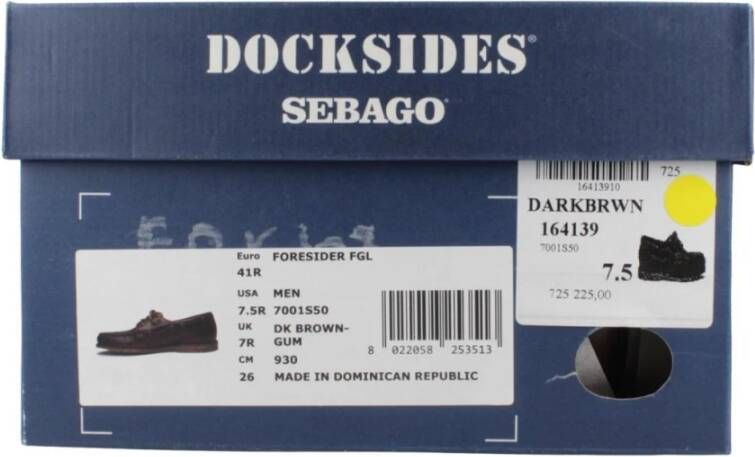 DOCKSIDES®
SEBAGO®
725
16413910
DARKBRWN
164139
7001S50
7.5
725 225,00
Euro FORESIDER FGL
41R
USA MEN
7.5R 7001S50
UK DK BROWN-
7R GUM
CM 930
26 MADE IN DOMINICAN REPUBLIC
8 022058 253513